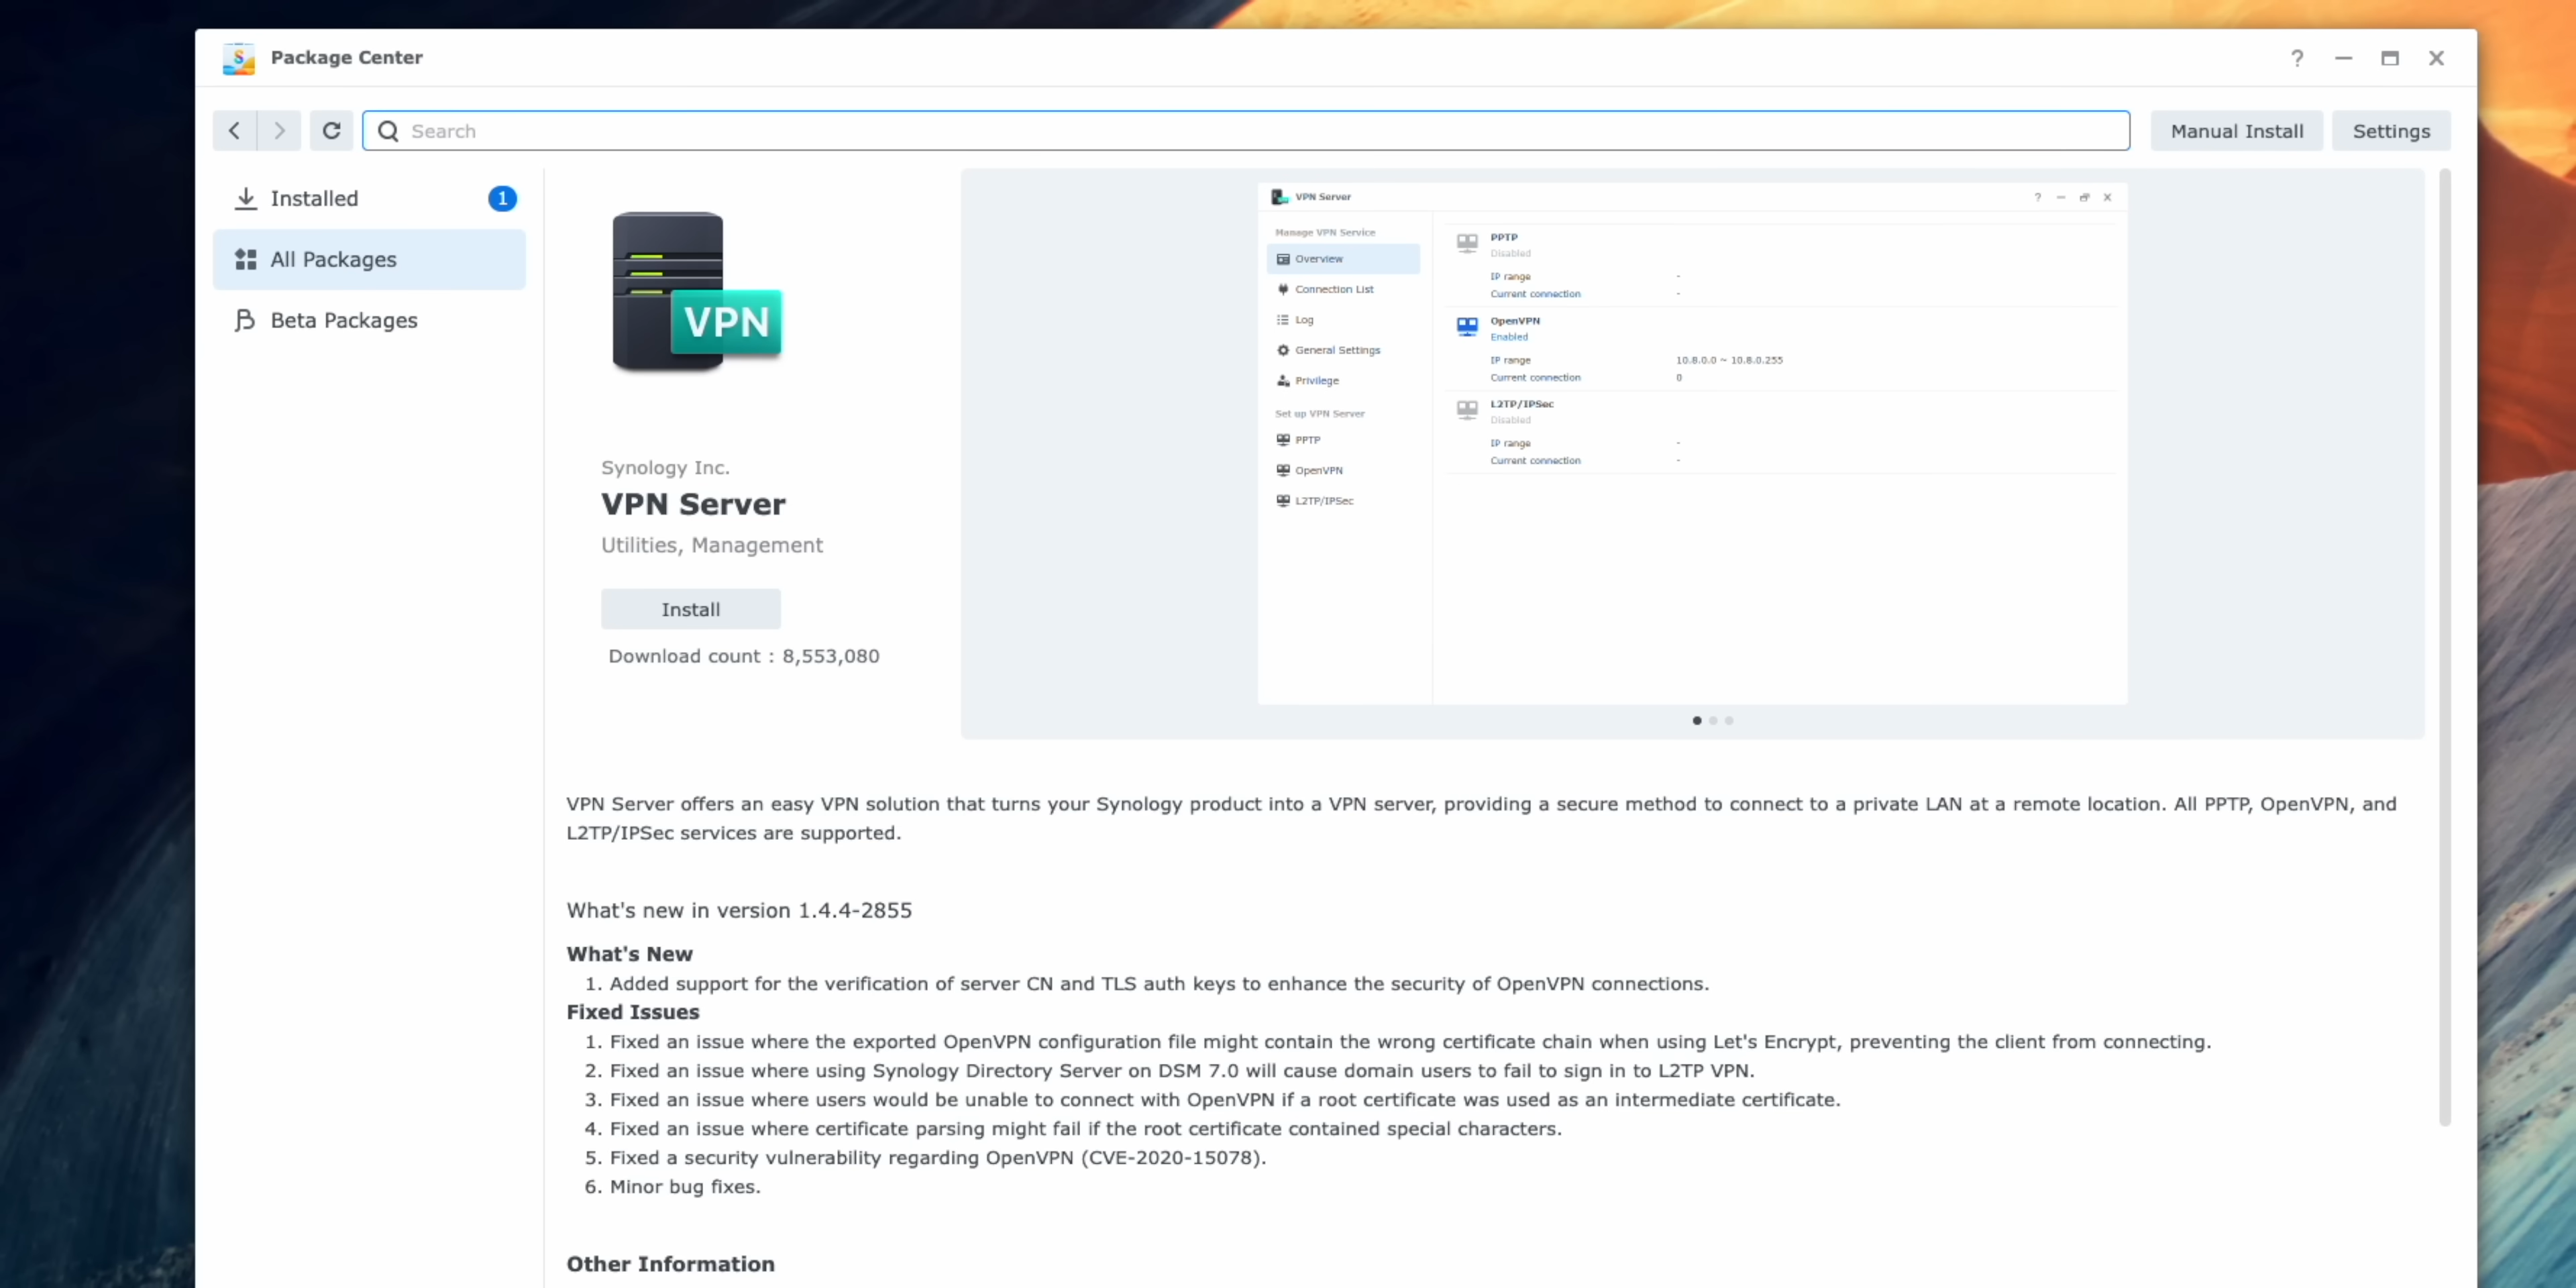 Package Center
Search
Manual Install
Settings
Installed
1
All Packages
Beta Packages
VPN
Synology Inc.
VPN Server
Utilities, Management
Install
Download count : 8,553,080
VPN Server
Manage VPN Service
Overview
Connection List
Log
General Settings
Privilege
Set up VPN Server
PPTP
OpenVPN
L2TP/IPSec
PPTP
Disabled
IP range -
Current connection -
OpenVPN
Enabled
IP range 10.8.0.0 ~ 10.8.0.255
Current connection 0
L2TP/IPSec
Disabled
IP range -
Current connection -
VPN Server offers an easy VPN solution that turns your Synology product into a VPN server, providing a secure method to connect to a private LAN at a remote location. All PPTP, OpenVPN, and
L2TP/IPSec services are supported.
What's new in version 1.4.4-2855
What's New
1. Added support for the verification of server CN and TLS auth keys to enhance the security of OpenVPN connections.
Fixed Issues
1. Fixed an issue where the exported OpenVPN configuration file might contain the wrong certificate chain when using Let's Encrypt, preventing the client from connecting.
2. Fixed an issue where using Synology Directory Server on DSM 7.0 will cause domain users to fail to sign in to L2TP VPN.
3. Fixed an issue where users would be unable to connect with OpenVPN if a root certificate was used as an intermediate certificate.
4. Fixed an issue where certificate parsing might fail if the root certificate contained special characters.
5. Fixed a security vulnerability regarding OpenVPN (CVE-2020-15078).
6. Minor bug fixes.
Other Information